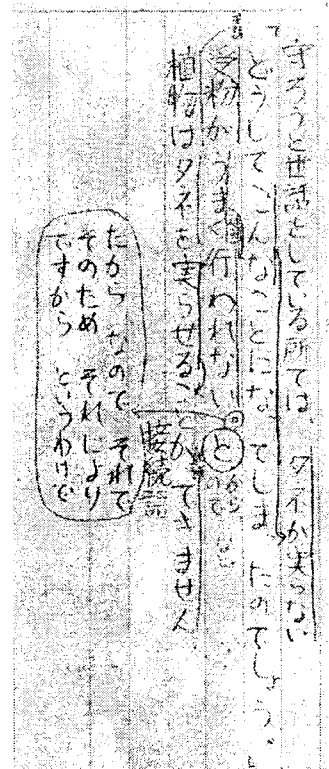 守ろうと世話をしている所では、タネが実らない
どうしてこんなことになってしまったのでしょう。
受粉がうまく行われないと
植物はタネを実らせることができません
接続語
だから なので それで
そのため それにより
ですから というわけで